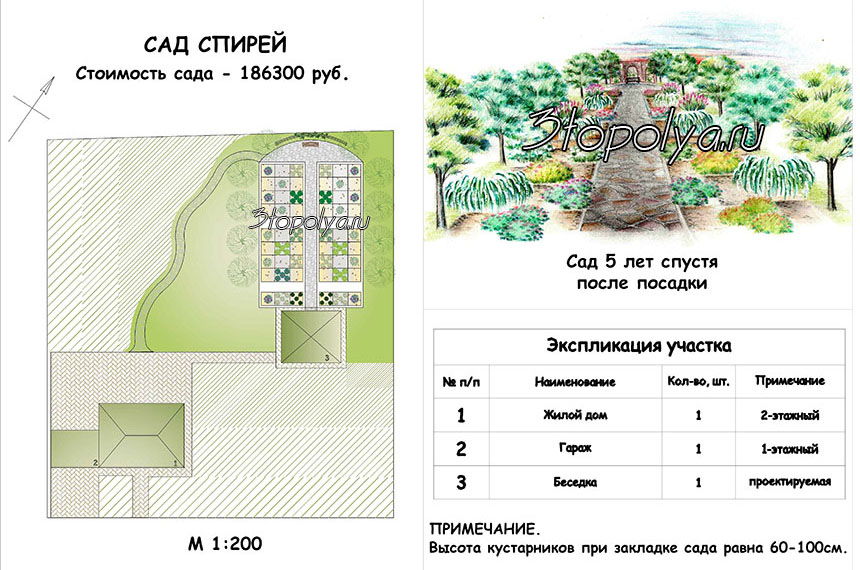 САД СПИРЕЙ
Стоимость сада - 186300 руб.
3topolya.ru
3
2
1
М 1:200
3topolya.ru
Сад 5 лет спустя
после посадки
Экспликация участка
№ п/п Наименование Кол-во, шт. Примечание
1 Жилой дом 1 2-этажный
2 Гараж 1 1-этажный
3 Беседка 1 проектируемая
ПРИМЕЧАНИЕ.
Высота кустарников при закладке сада равна 60-100см.